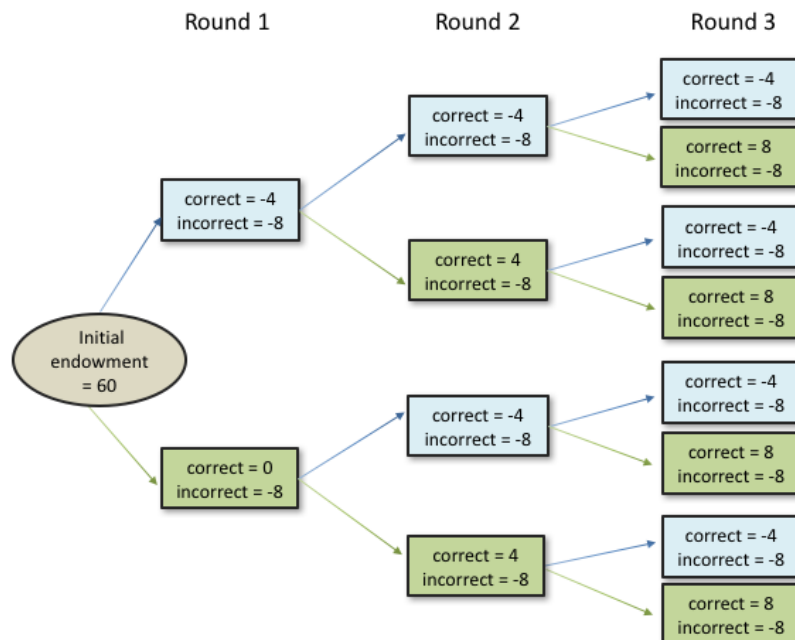 Round 1
Round 2
Round 3
correct = -4
incorrect = -8
correct = 0
incorrect = -8
Initial
endowment
= 60
correct = -4
incorrect = -8
correct = 4
incorrect = -8
correct = -4
incorrect = -8
correct = 4
incorrect = -8
correct = -4
incorrect = -8
correct = 8
incorrect = -8
correct = -4
incorrect = -8
correct = 8
incorrect = -8
correct = -4
incorrect = -8
correct = 8
incorrect = -8
correct = -4
incorrect = -8
correct = 8
incorrect = -8